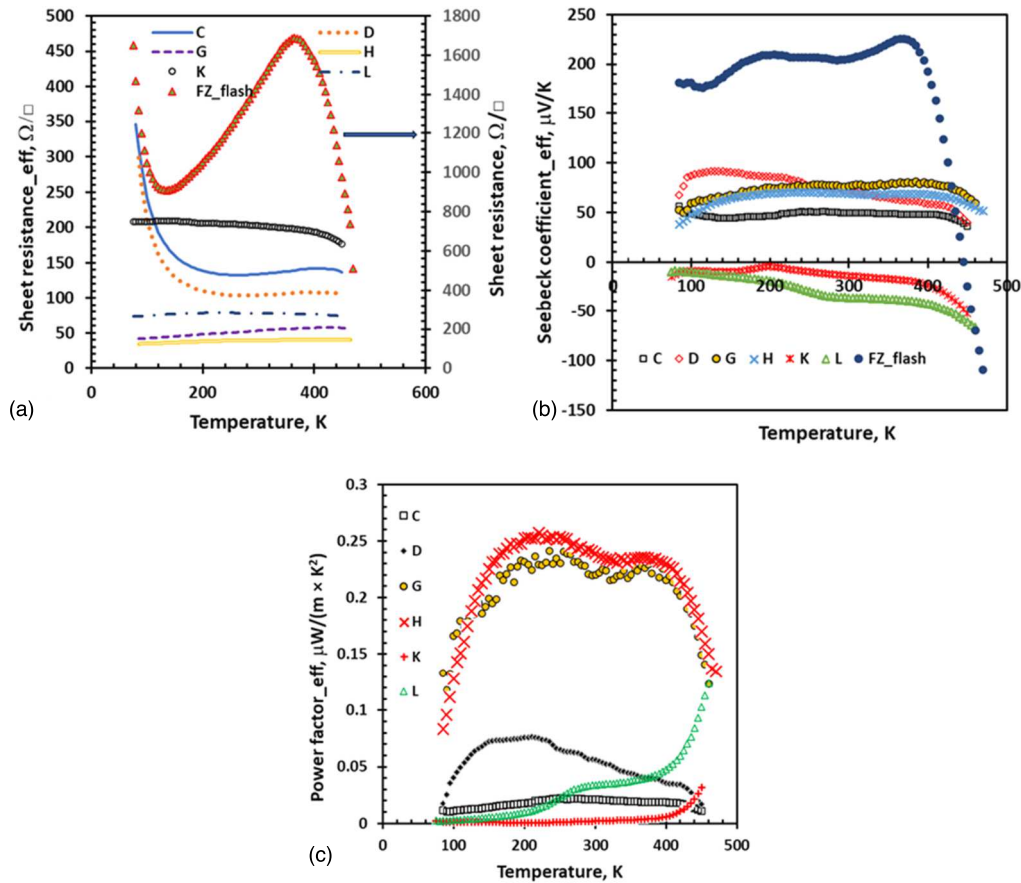 500
450
400
350
300
250
200
150
100
50
0
Sheet resistance_eff, Ω/□
1800
1600
1400
1200
1000
800
600
400
200
0
Sheet resistance, Ω/□
C
D
G
H
K
L
FZ_flash
0
200
400
600
Temperature, K
(a)
250
200
150
100
50
0
-50
-100
-150
Seebeck coefficient_eff, μV/K
0
100
200
300
400
500
C D G H K L FZ_flash
Temperature, K
(b)
0.3
0.25
0.2
0.15
0.1
0.05
0
Power factor_eff, μW/(m × K²)
C
D
G
H
K
L
0
100
200
300
400
500
Temperature, K
(c)